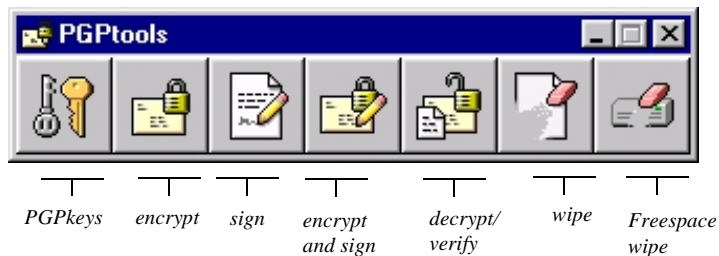 PGPtools
PGPkeys
encrypt
sign
encrypt
and sign
decrypt/
verify
wipe
Freespace
wipe